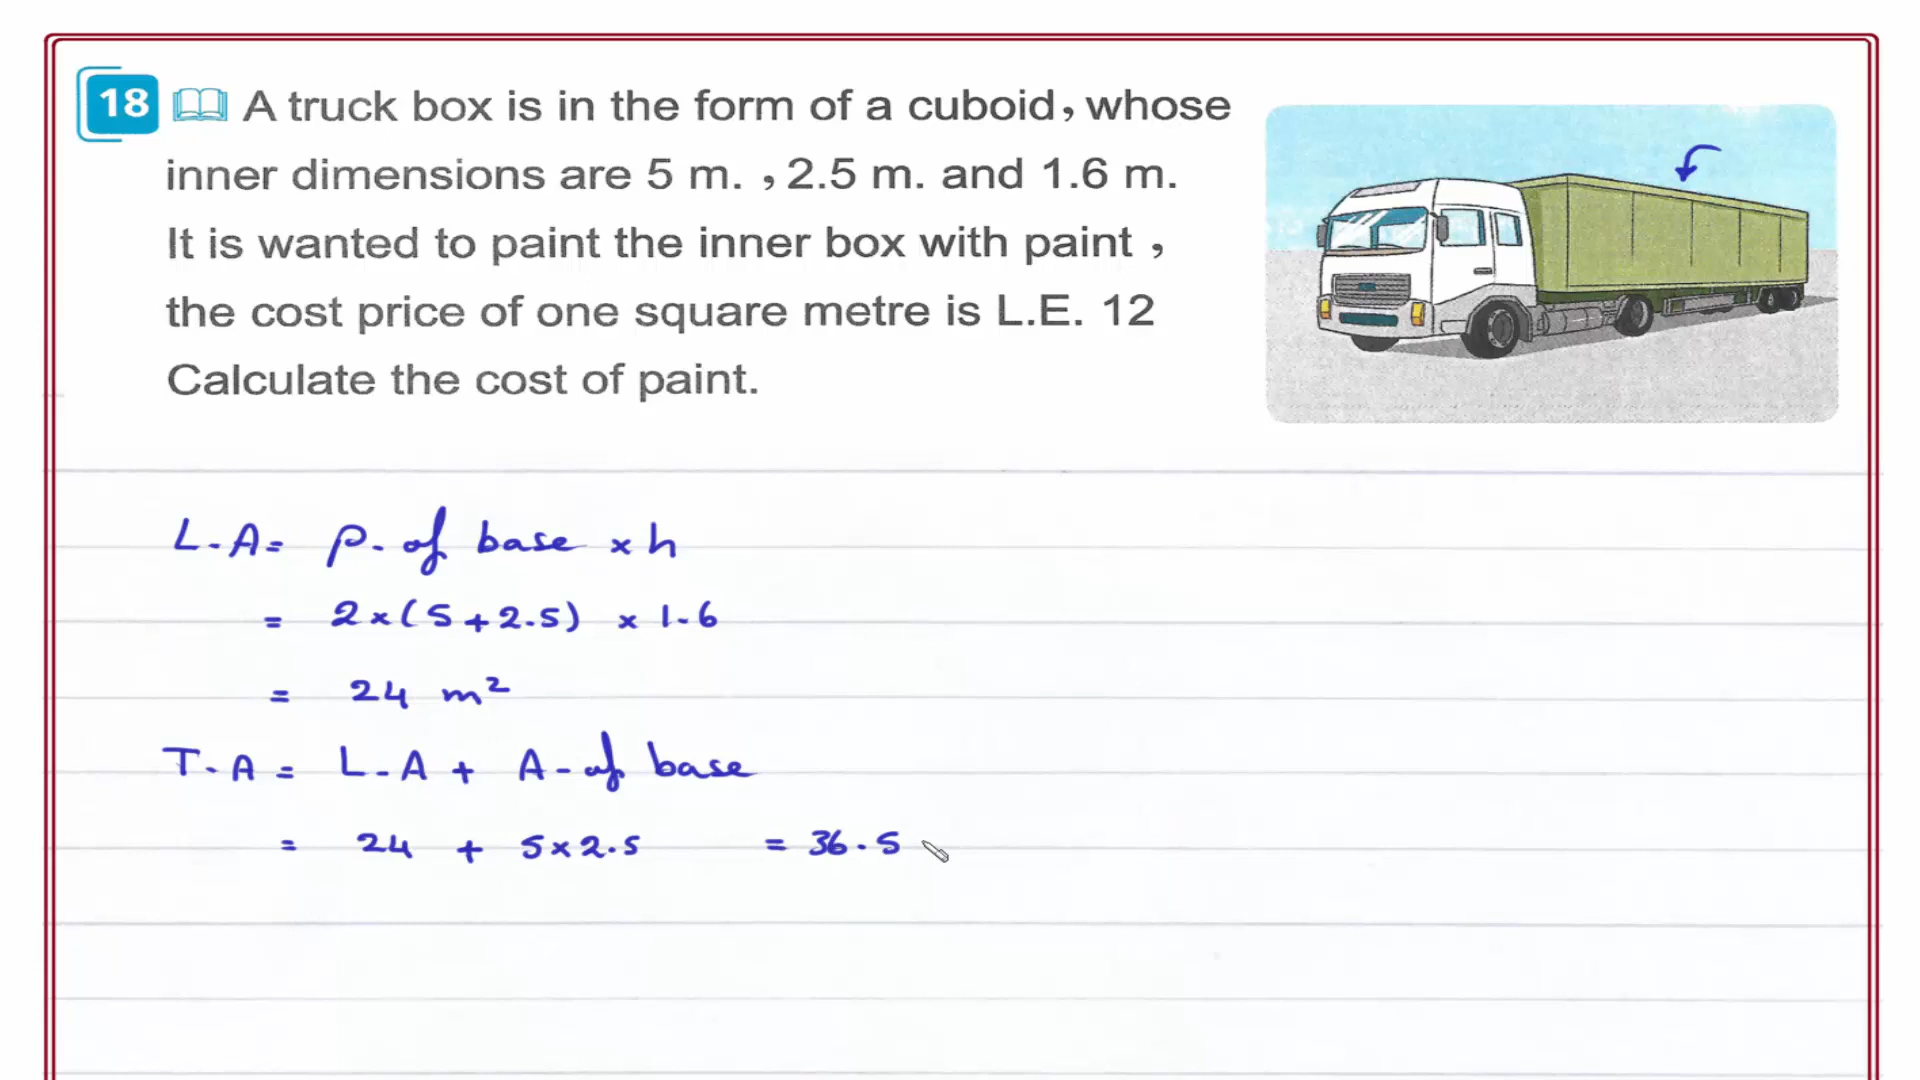 18 A truck box is in the form of a cuboid, whose
inner dimensions are 5 m. , 2.5 m. and 1.6 m.
It is wanted to paint the inner box with paint ,
the cost price of one square metre is L.E. 12
Calculate the cost of paint.
L.A = P. of base × h
= 2×(5+2.5) × 1.6
= 24 m²
T.A = L.A + A. of base
= 24 + 5×2.5 = 36.5